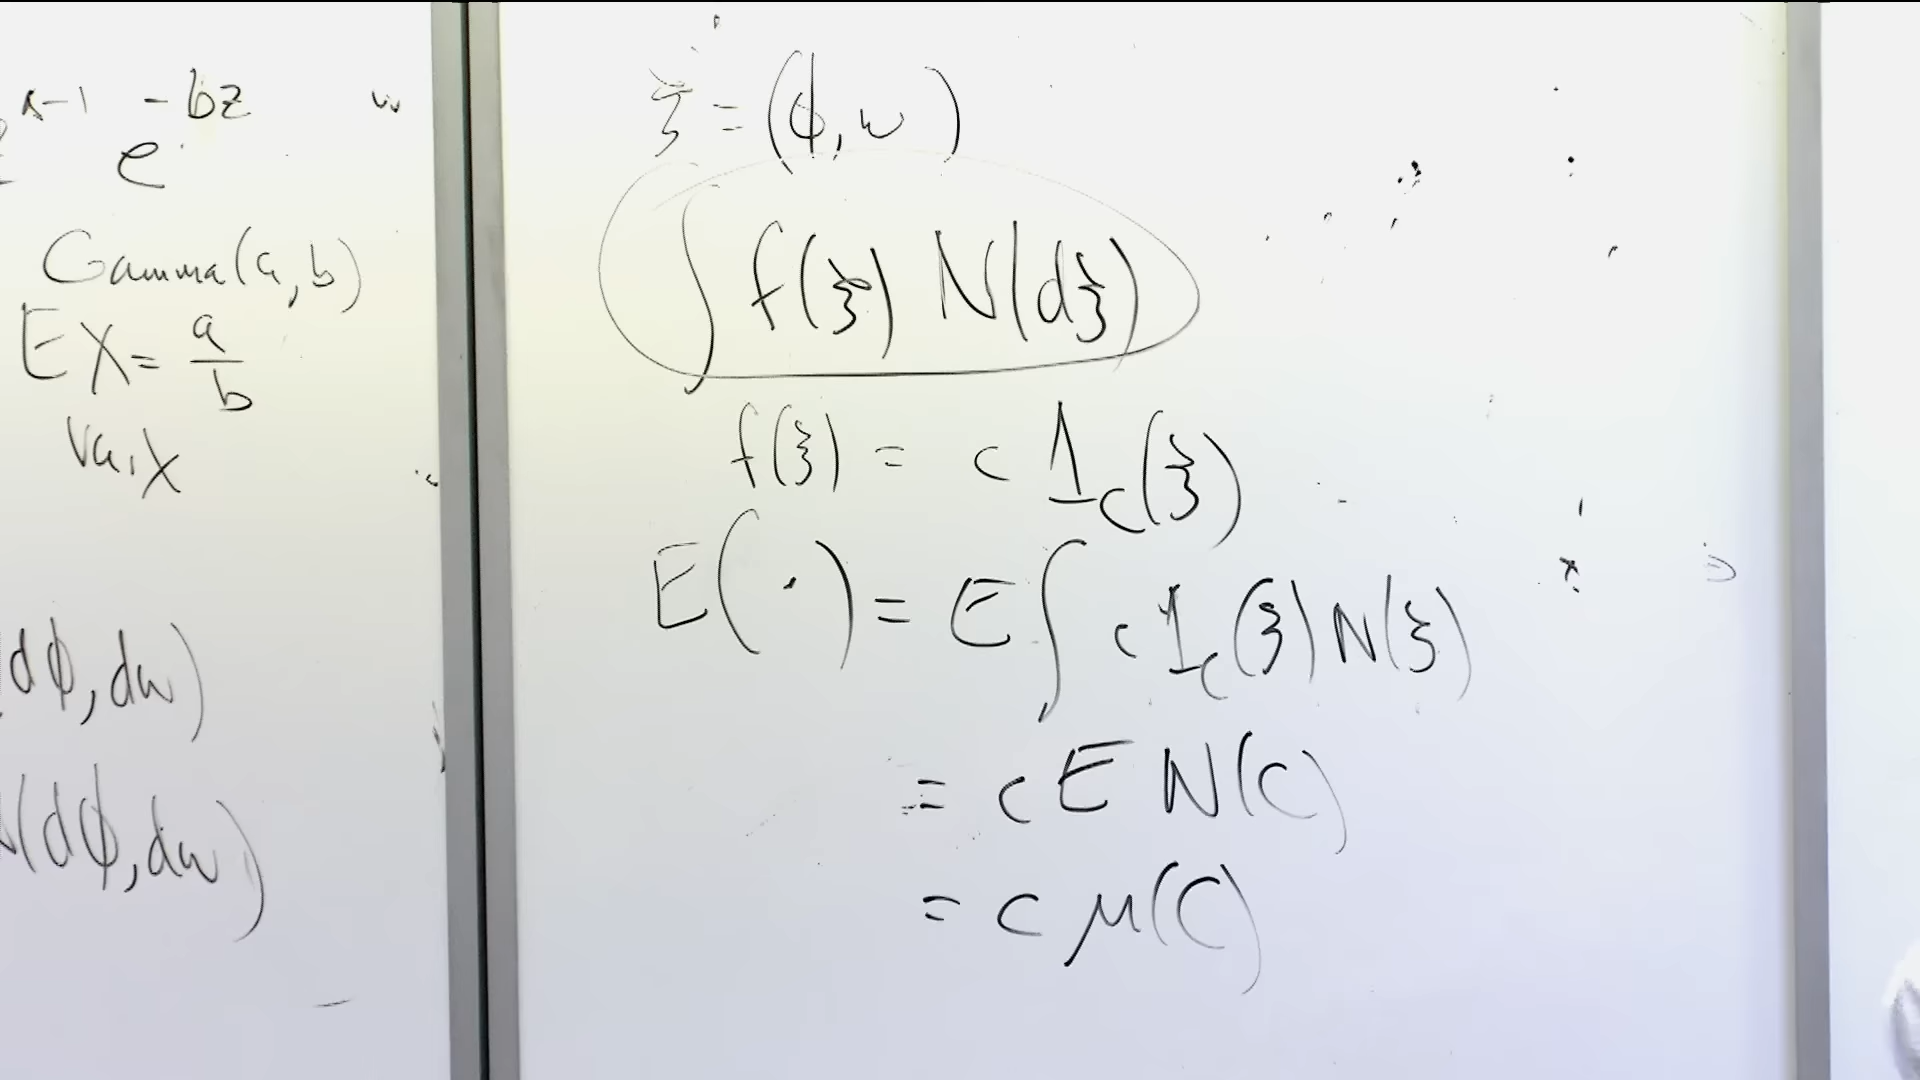 x-1 -bz
e
Gamma(a,b)
EX = a/b
Var X
dϕ, dw)
N(dϕ, dw)
ξ = (ϕ, w)
∫ f(ξ) N(dξ)
f(ξ) = c 1_C(ξ)
E(·) = E∫ c 1_C(ξ) N(ξ)
= c E N(C)
= c μ(C)